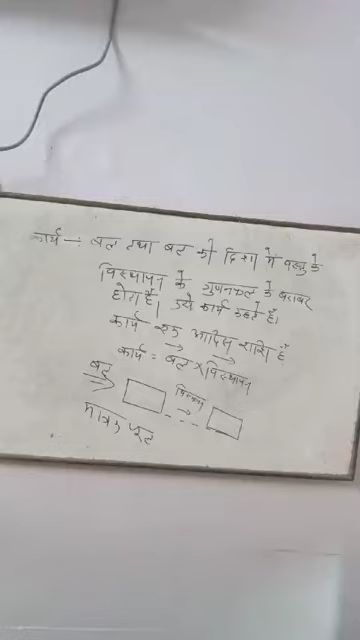 कार्य :- बल तथा बल की दिशा में वस्तु के
विस्थापन के गुणनफल के बराबर
होता है। उसे कार्य कहते हैं।
कार्य एक आदिश राशि है
कार्य = बल × विस्थापन
बल
विस्थापन
मात्रक जूल